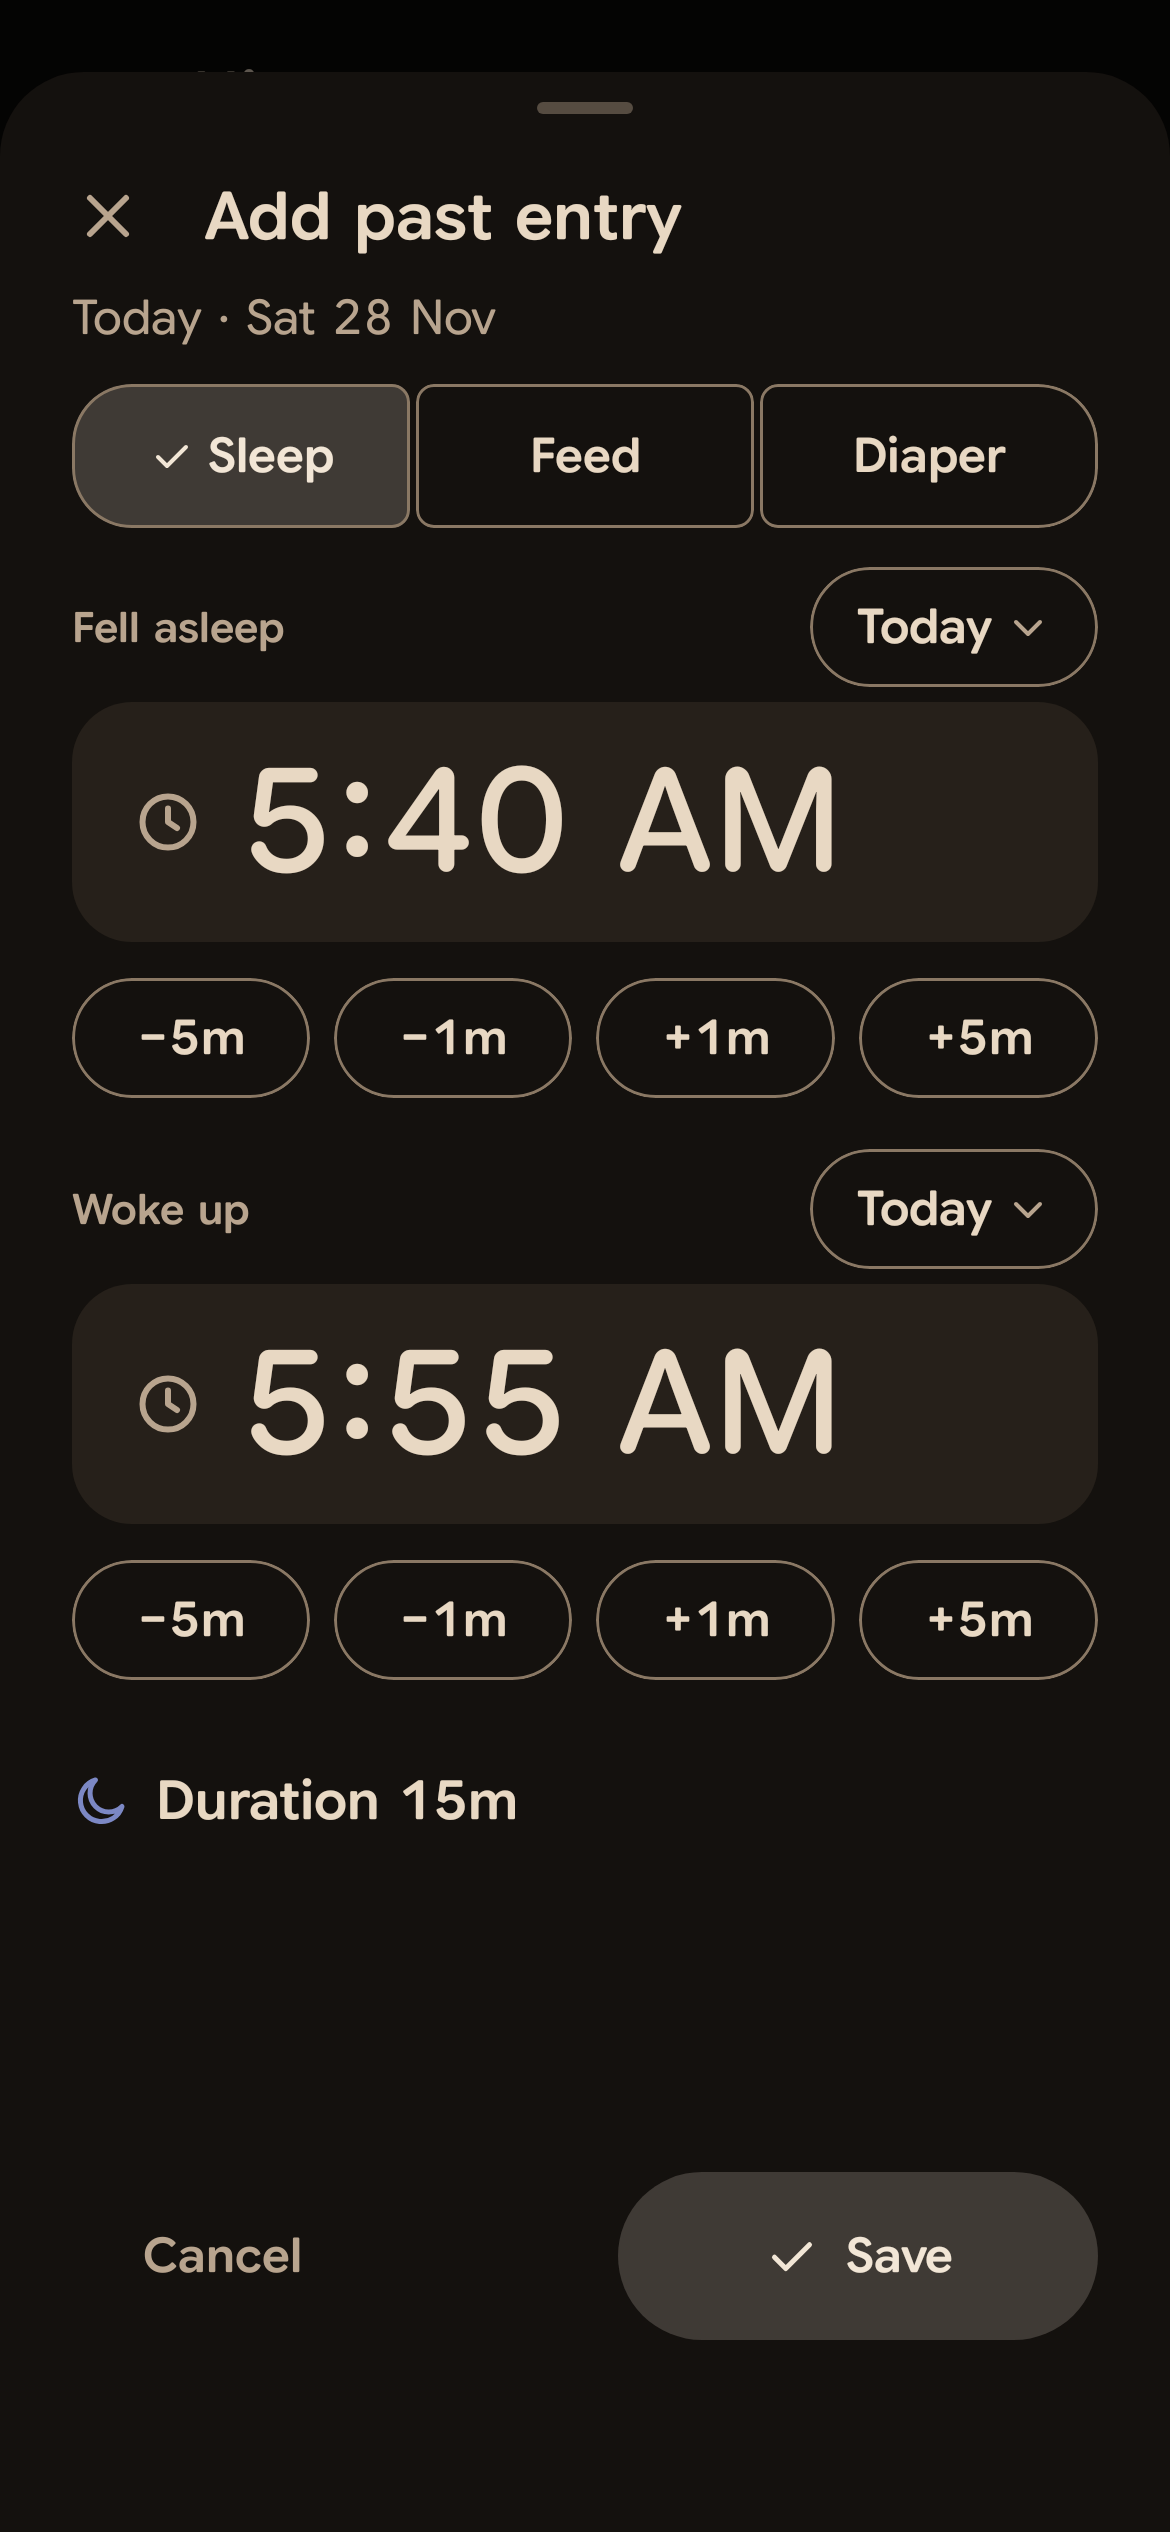 Add past entry
Today · Sat 28 Nov
Sleep Feed Diaper
Fell asleep Today
5:40 AM
−5m −1m +1m +5m
Woke up Today
5:55 AM
−5m −1m +1m +5m
Duration 15m
Cancel Save